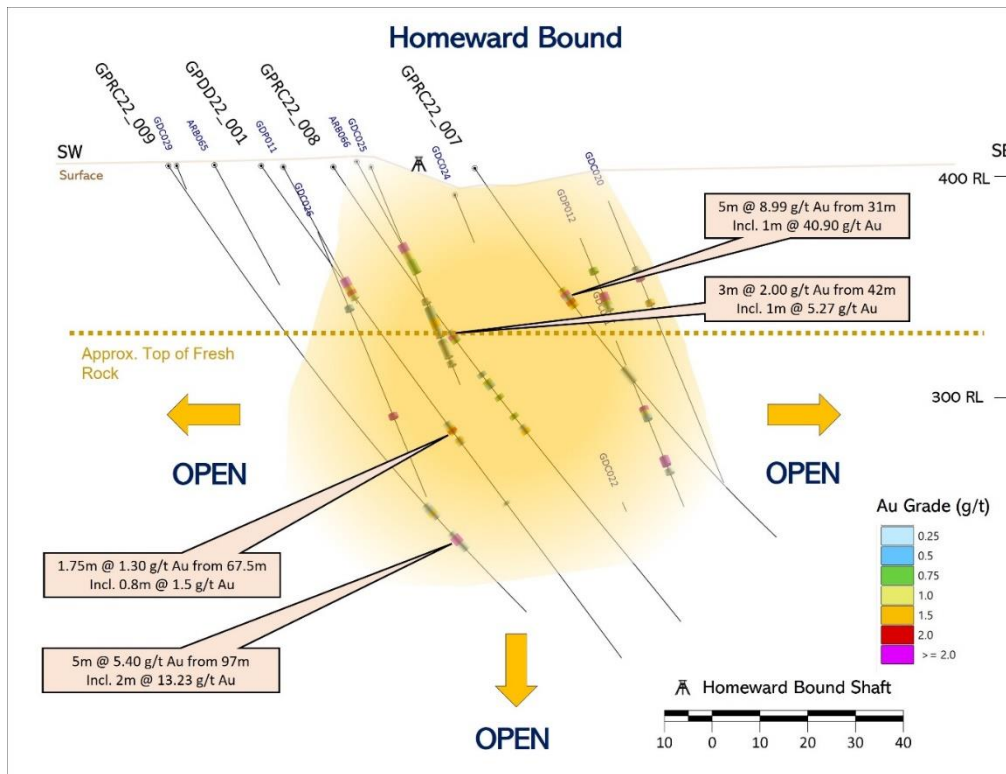 Homeward Bound
GPRC22_009
GDC029
GPDD22_001
ARB065
GDP011
GPRC22_008
GDC026
ARB066
GDC025
GPRC22_007
GDC024
GDC020
GDP012
SW
Surface
400 RL
5m @ 8.99 g/t Au from 31m
Incl. 1m @ 40.90 g/t Au
3m @ 2.00 g/t Au from 42m
Incl. 1m @ 5.27 g/t Au
Approx. Top of Fresh
Rock
300 RL
OPEN
OPEN
GDC022
Au Grade (g/t)
0.25
0.5
0.75
1.0
1.5
2.0
>= 2.0
1.75m @ 1.30 g/t Au from 67.5m
Incl. 0.8m @ 1.5 g/t Au
5m @ 5.40 g/t Au from 97m
Incl. 2m @ 13.23 g/t Au
OPEN
Homeward Bound Shaft
10 0 10 20 30 40